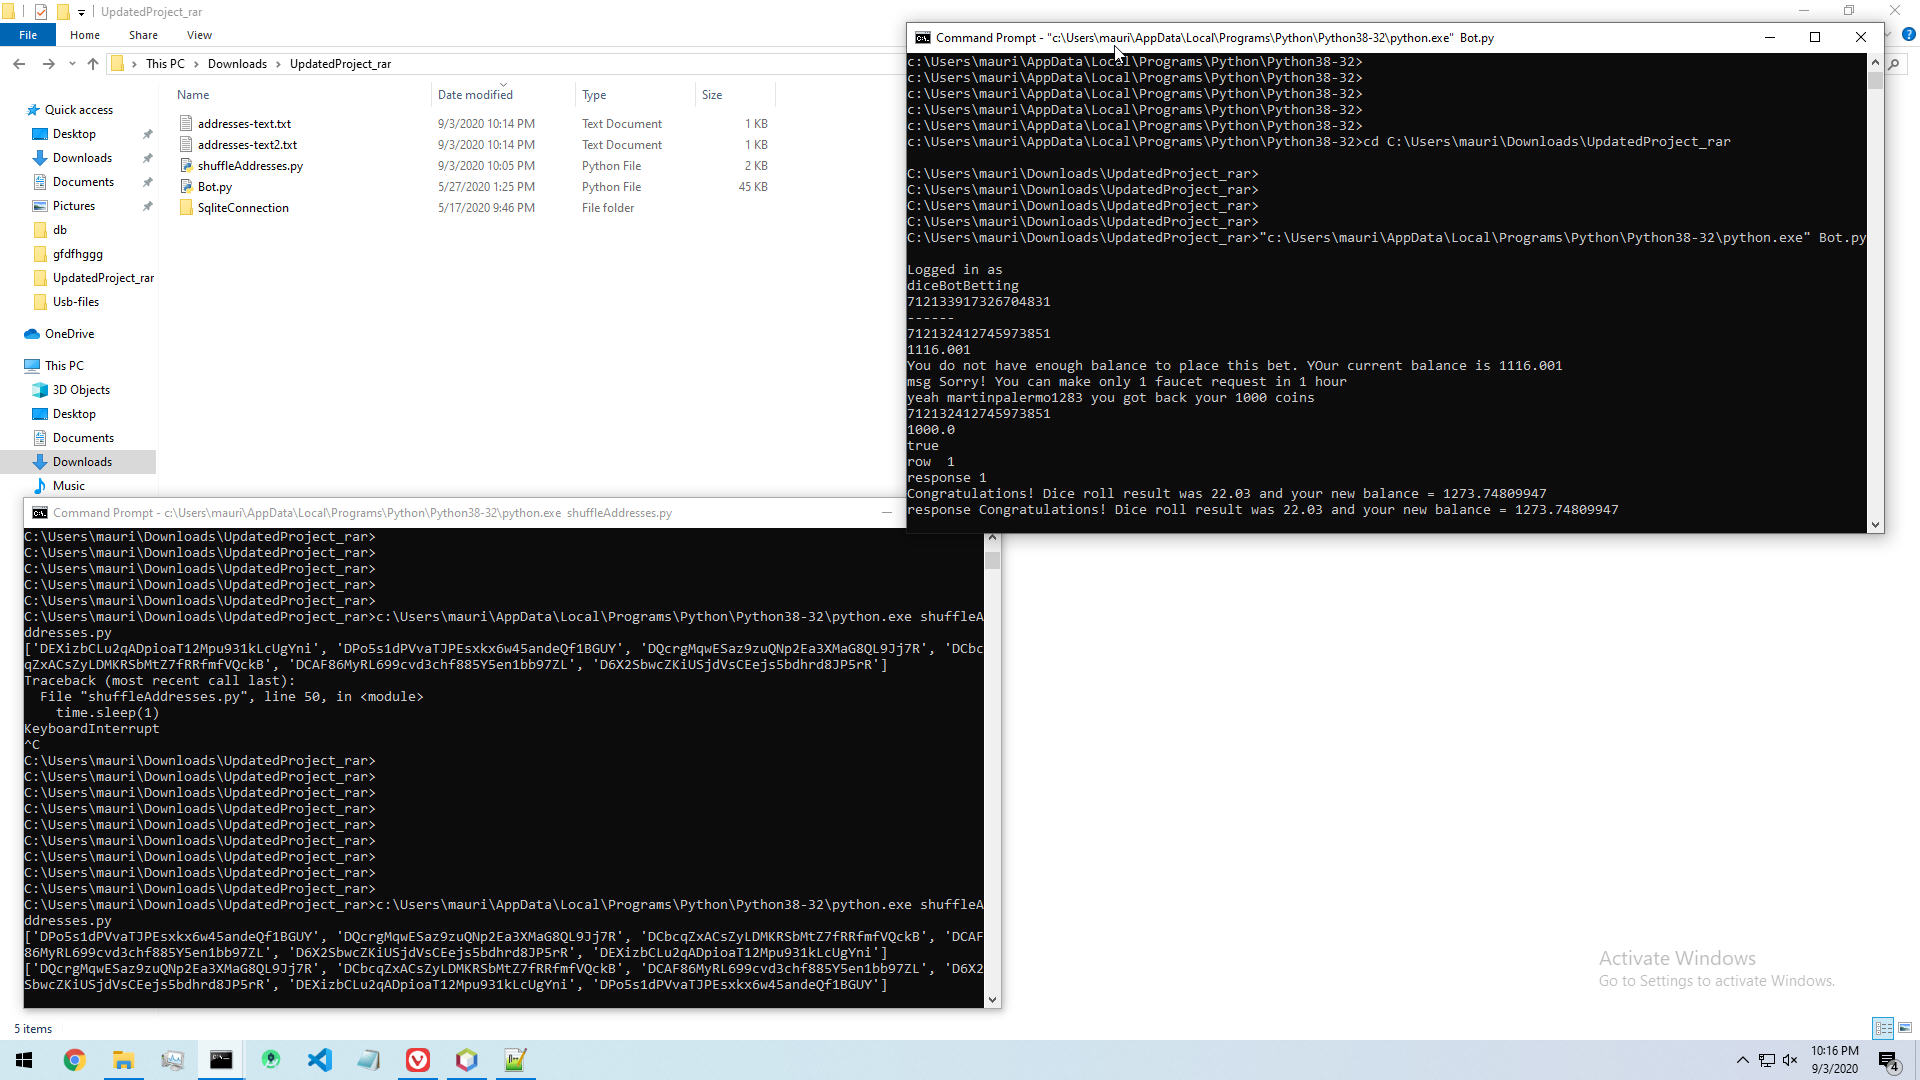 UpdatedProject_rar
File Home Share View
This PC Downloads UpdatedProject_rar
Name Date modified Type Size
addresses-text.txt 9/3/2020 10:14 PM Text Document 1 KB
addresses-text2.txt 9/3/2020 10:14 PM Text Document 1 KB
shuffleAddresses.py 9/3/2020 10:05 PM Python File 2 KB
Bot.py 5/27/2020 1:25 PM Python File 45 KB
SqliteConnection 5/17/2020 9:46 PM File folder
Quick access
Desktop
Downloads
Documents
Pictures
db
gfdfhggg
UpdatedProject_rar
Usb-files
OneDrive
This PC
3D Objects
Desktop
Documents
Downloads
Music
Command Prompt - "c:\Users\mauri\AppData\Local\Programs\Python\Python38-32\python.exe" Bot.py
c:\Users\mauri\AppData\Local\Programs\Python\Python38-32>
c:\Users\mauri\AppData\Local\Programs\Python\Python38-32>
c:\Users\mauri\AppData\Local\Programs\Python\Python38-32>
c:\Users\mauri\AppData\Local\Programs\Python\Python38-32>
c:\Users\mauri\AppData\Local\Programs\Python\Python38-32>
c:\Users\mauri\AppData\Local\Programs\Python\Python38-32>cd C:\Users\mauri\Downloads\UpdatedProject_rar
C:\Users\mauri\Downloads\UpdatedProject_rar>
C:\Users\mauri\Downloads\UpdatedProject_rar>
C:\Users\mauri\Downloads\UpdatedProject_rar>
C:\Users\mauri\Downloads\UpdatedProject_rar>
C:\Users\mauri\Downloads\UpdatedProject_rar>"c:\Users\mauri\AppData\Local\Programs\Python\Python38-32\python.exe" Bot.py
Logged in as
diceBotBetting
712133917326704831
------
712132412745973851
1116.001
You do not have enough balance to place this bet. YOur current balance is 1116.001
msg Sorry! You can make only 1 faucet request in 1 hour
yeah martinpalermo1283 you got back your 1000 coins
712132412745973851
1000.0
true
row  1
response 1
Congratulations! Dice roll result was 22.03 and your new balance = 1273.74809947
response Congratulations! Dice roll result was 22.03 and your new balance = 1273.74809947
Command Prompt - c:\Users\mauri\AppData\Local\Programs\Python\Python38-32\python.exe shuffleAddresses.py
C:\Users\mauri\Downloads\UpdatedProject_rar>
C:\Users\mauri\Downloads\UpdatedProject_rar>
C:\Users\mauri\Downloads\UpdatedProject_rar>
C:\Users\mauri\Downloads\UpdatedProject_rar>
C:\Users\mauri\Downloads\UpdatedProject_rar>
C:\Users\mauri\Downloads\UpdatedProject_rar>c:\Users\mauri\AppData\Local\Programs\Python\Python38-32\python.exe shuffleA
ddresses.py
['DEXizbCLu2qADpioaT12Mpu931kLcUgYni', 'DPo5s1dPVvaTJPEsxkx6w45andeQf1BGUY', 'DQcrgMqwESaz9zuQNp2Ea3XMaG8QL9Jj7R', 'DCbc
qZxACsZyLDMKRSbMtZ7fRRfmfVQckB', 'DCAF86MyRL699cvd3chf885Y5en1bb97ZL', 'D6X2SbwcZKiUSjdVsCEejs5bdhrd8JP5rR']
Traceback (most recent call last):
File "shuffleAddresses.py", line 50, in <module>
time.sleep(1)
KeyboardInterrupt
^C
C:\Users\mauri\Downloads\UpdatedProject_rar>
C:\Users\mauri\Downloads\UpdatedProject_rar>
C:\Users\mauri\Downloads\UpdatedProject_rar>
C:\Users\mauri\Downloads\UpdatedProject_rar>
C:\Users\mauri\Downloads\UpdatedProject_rar>
C:\Users\mauri\Downloads\UpdatedProject_rar>
C:\Users\mauri\Downloads\UpdatedProject_rar>
C:\Users\mauri\Downloads\UpdatedProject_rar>
C:\Users\mauri\Downloads\UpdatedProject_rar>
C:\Users\mauri\Downloads\UpdatedProject_rar>c:\Users\mauri\AppData\Local\Programs\Python\Python38-32\python.exe shuffleA
ddresses.py
['DPo5s1dPVvaTJPEsxkx6w45andeQf1BGUY', 'DQcrgMqwESaz9zuQNp2Ea3XMaG8QL9Jj7R', 'DCbcqZxACsZyLDMKRSbMtZ7fRRfmfVQckB', 'DCAF
86MyRL699cvd3chf885Y5en1bb97ZL', 'D6X2SbwcZKiUSjdVsCEejs5bdhrd8JP5rR', 'DEXizbCLu2qADpioaT12Mpu931kLcUgYni']
['DQcrgMqwESaz9zuQNp2Ea3XMaG8QL9Jj7R', 'DCbcqZxACsZyLDMKRSbMtZ7fRRfmfVQckB', 'DCAF86MyRL699cvd3chf885Y5en1bb97ZL', 'D6X2
SbwcZKiUSjdVsCEejs5bdhrd8JP5rR', 'DEXizbCLu2qADpioaT12Mpu931kLcUgYni', 'DPo5s1dPVvaTJPEsxkx6w45andeQf1BGUY']
Activate Windows
Go to Settings to activate Windows.
5 items
10:16 PM
9/3/2020
4